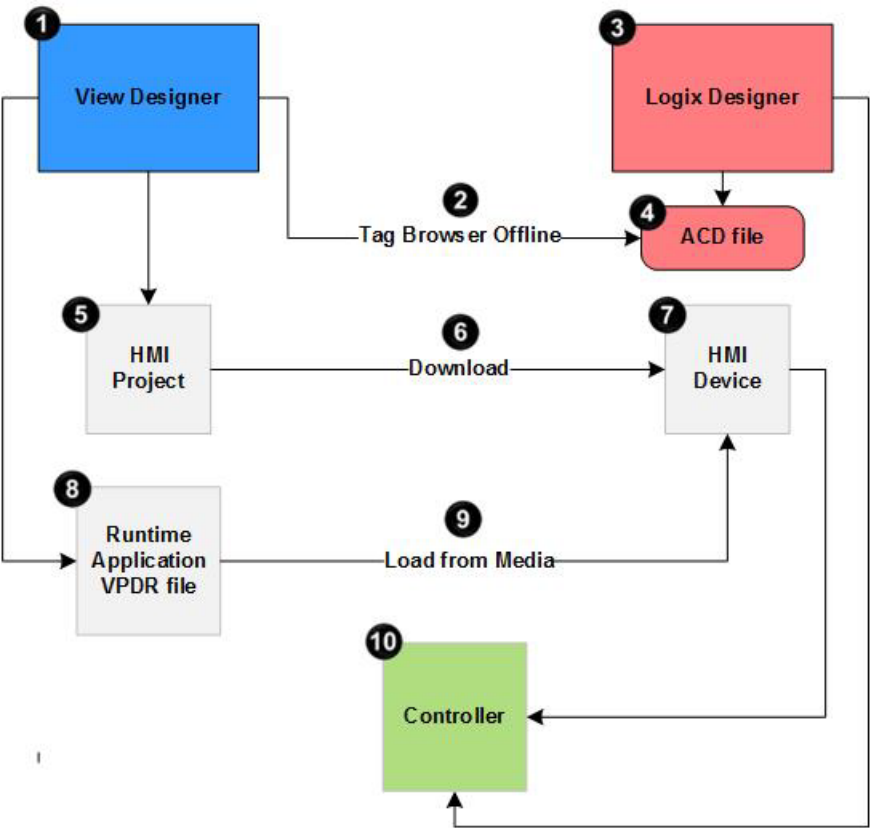 1
View Designer
3
Logix Designer
2
Tag Browser Offline
4
ACD file
5
HMI
Project
6
Download
7
HMI
Device
8
Runtime
Application
VPDR file
9
Load from Media
10
Controller